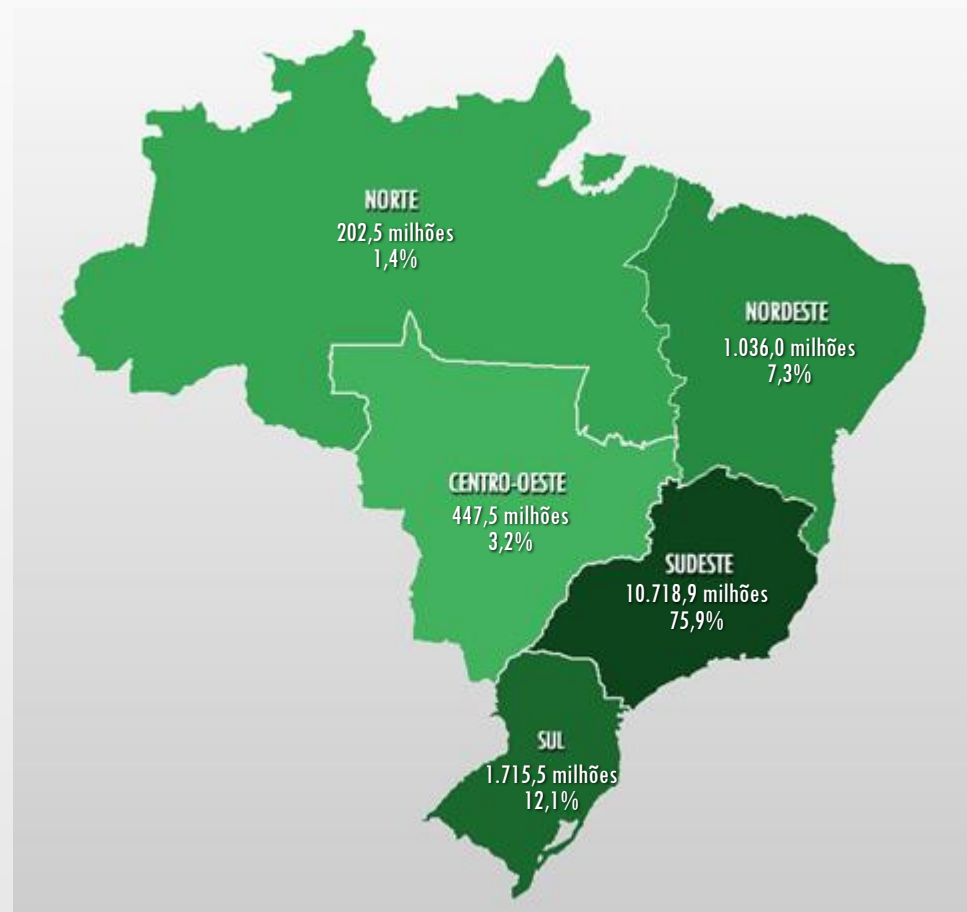 NORTE
202,5 milhões
1,4%
NORDESTE
1.036,0 milhões
7,3%
CENTRO-OESTE
447,5 milhões
3,2%
SUDESTE
10.718,9 milhões
75,9%
SUL
1.715,5 milhões
12,1%